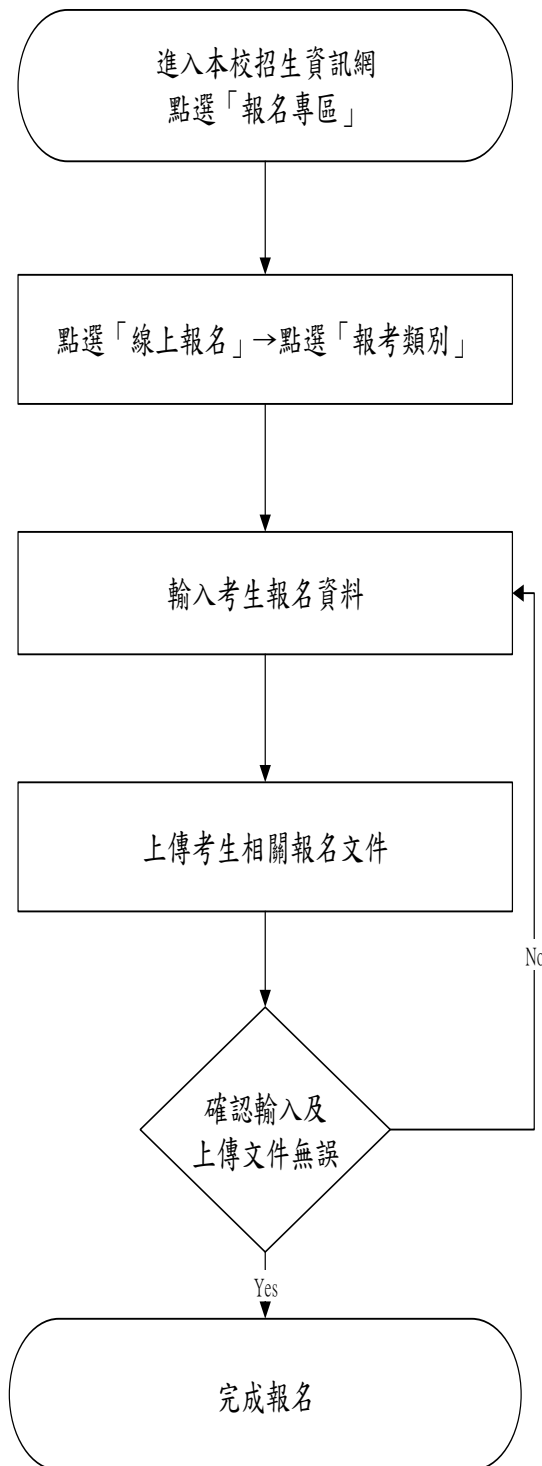 進入本校招生資訊網
點選「報名專區」
點選「線上報名」→點選「報考類別」
輸入考生報名資料
上傳考生相關報名文件
No
確認輸入及
上傳文件無誤
Yes
完成報名